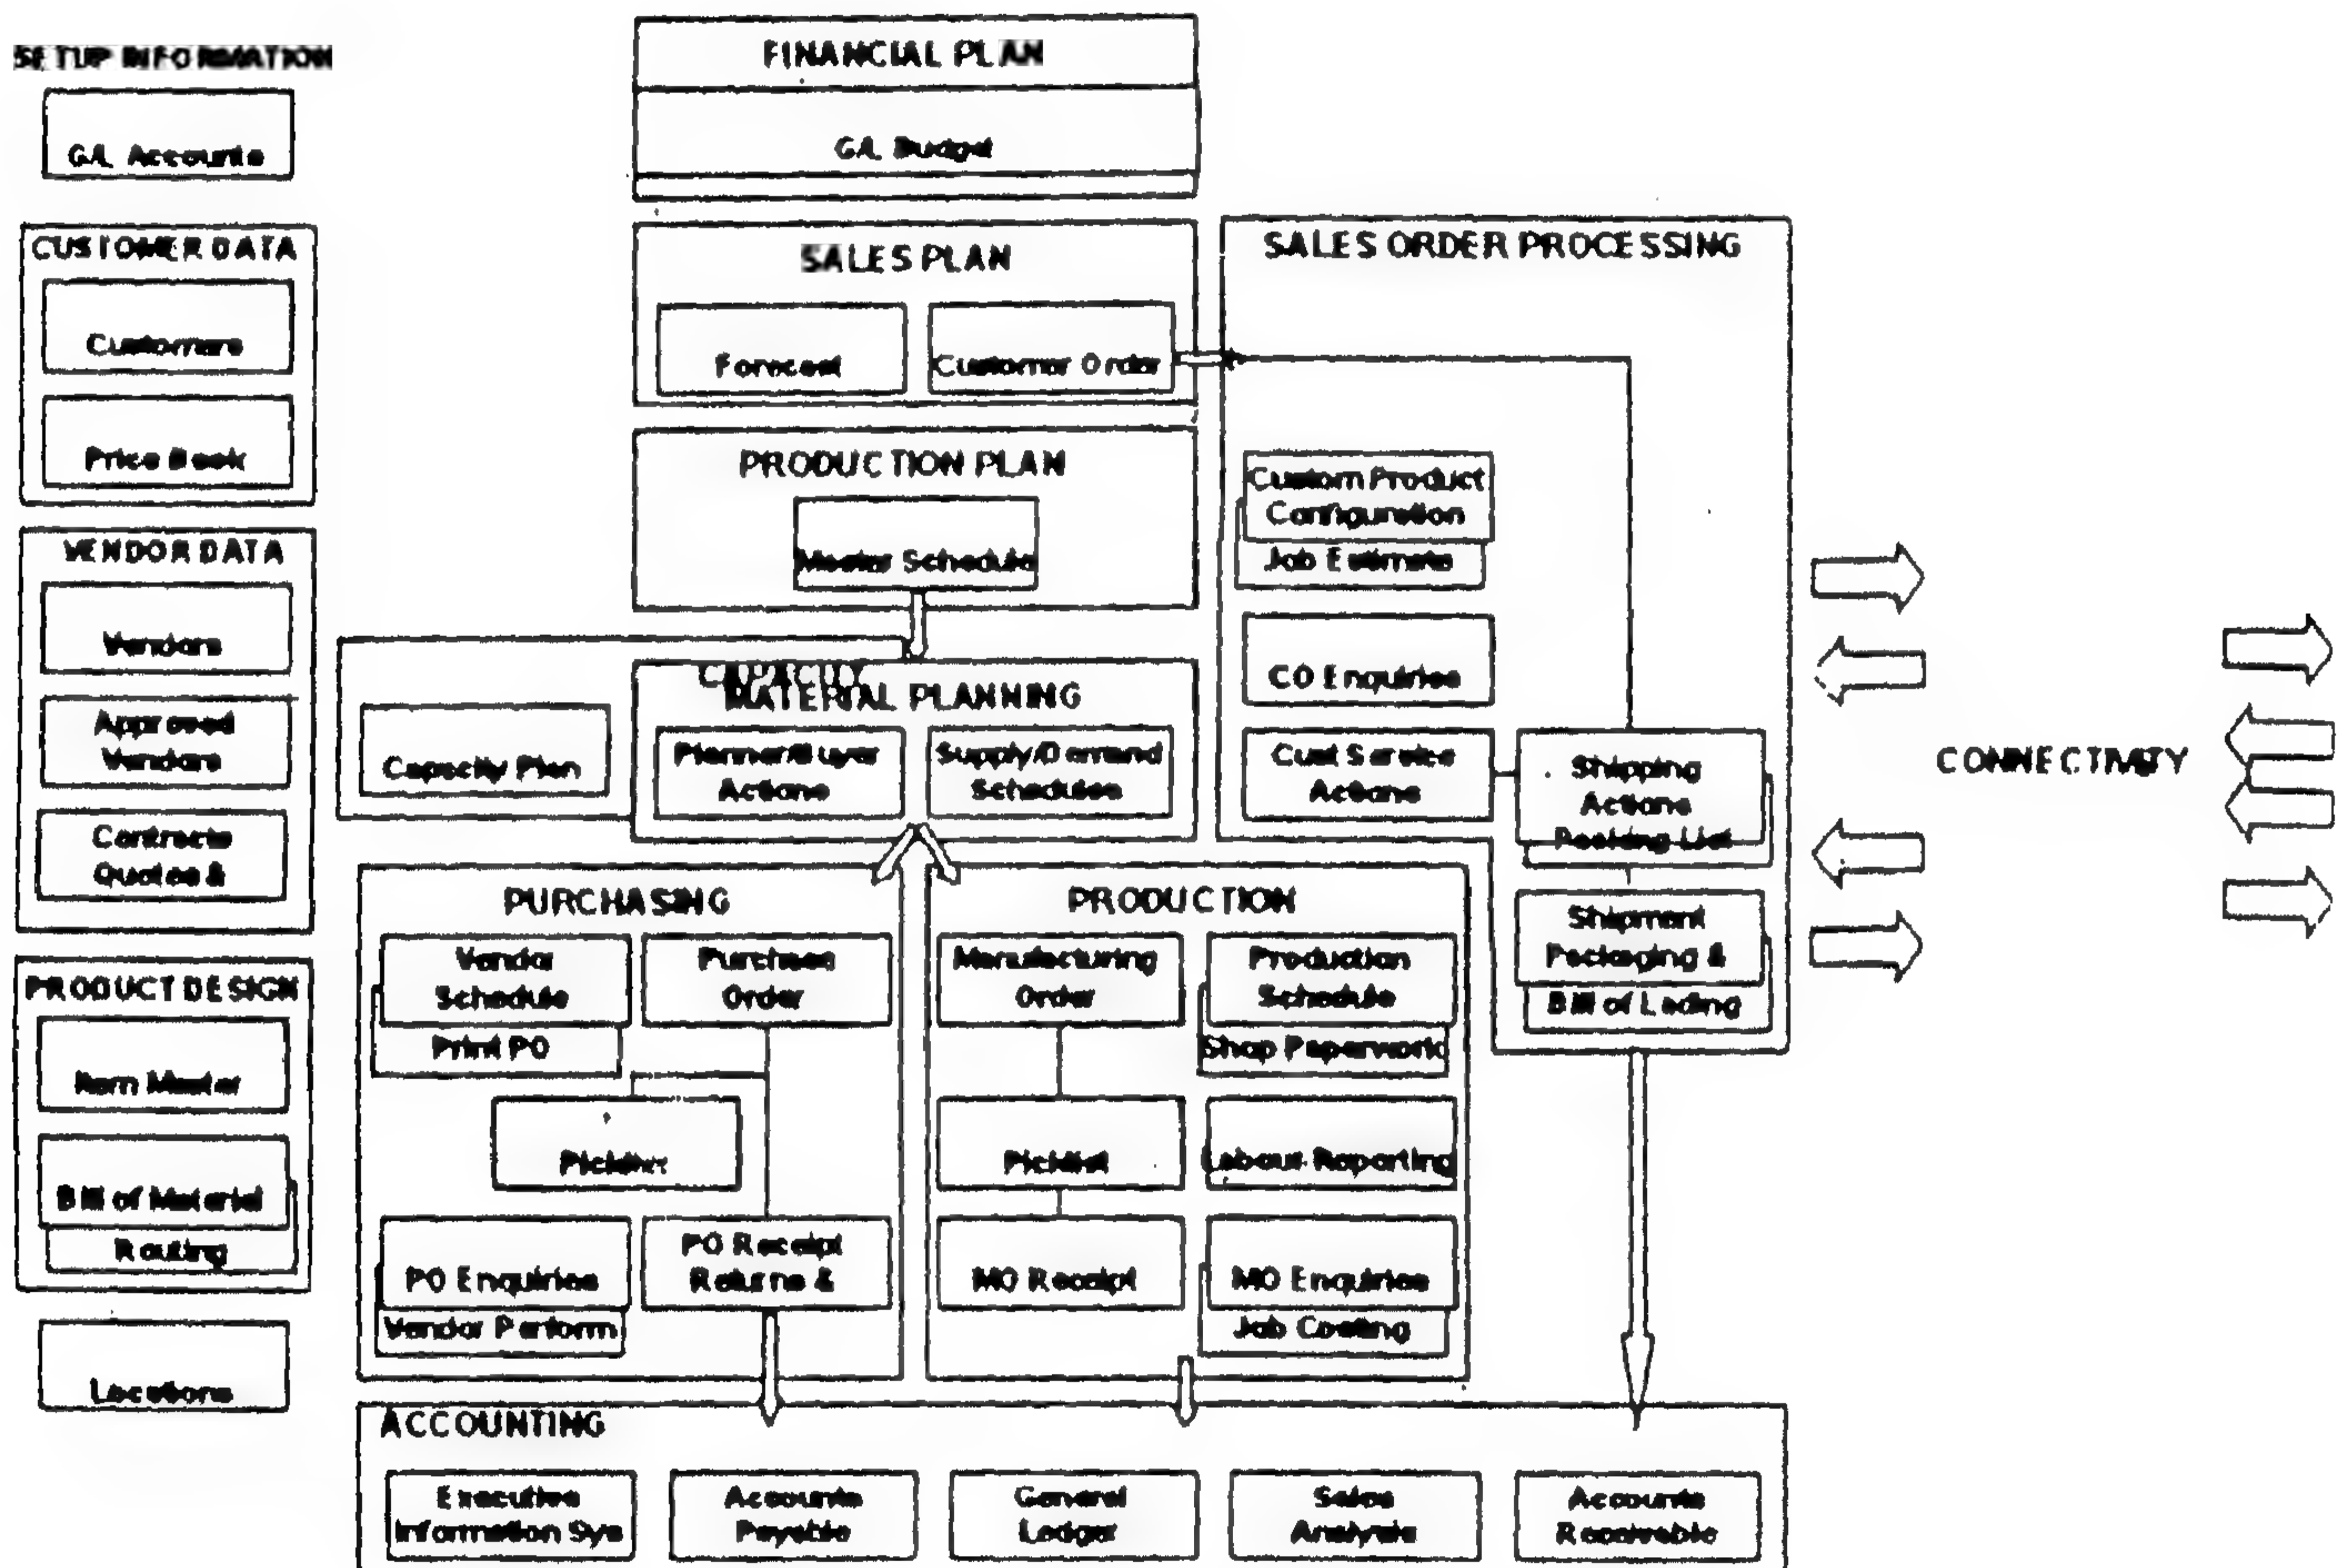 SETUP INFORMATION
G/L Accounts
CUSTOMER DATA
Customers
Price Book
VENDOR DATA
Vendors
Approved
Vendors
Contracts
Quotes &
PRODUCT DESIGN
Item Master
Bill of Material
Routing
Locations
FINANCIAL PLAN
G/L Budget
SALES PLAN
Forecast
Customer Order
PRODUCTION PLAN
Master Schedule
CAPACITY
Capacity Plan
MATERIAL PLANNING
Planner/Buyer
Actions
Supply/Demand
Schedules
SALES ORDER PROCESSING
Custom Product
Configuration
Job Estimate
CO Enquiries
Cust Service
Actions
Shipping
Actions
Packing List
Shipment
Packaging &
Bill of Lading
CONNECTIVITY
PURCHASING
Vendor
Schedule
Print PO
Purchase
Order
Picklist
PO Enquiries
Vendor Perform
PO Receipt
Returns &
PRODUCTION
Manufacturing
Order
Production
Schedule
Shop Paperwork
Picklist
Labour Reporting
MO Receipt
MO Enquiries
Job Costing
ACCOUNTING
Executive
Information Sys
Accounts
Payable
General
Ledger
Sales
Analysis
Accounts
Receivable